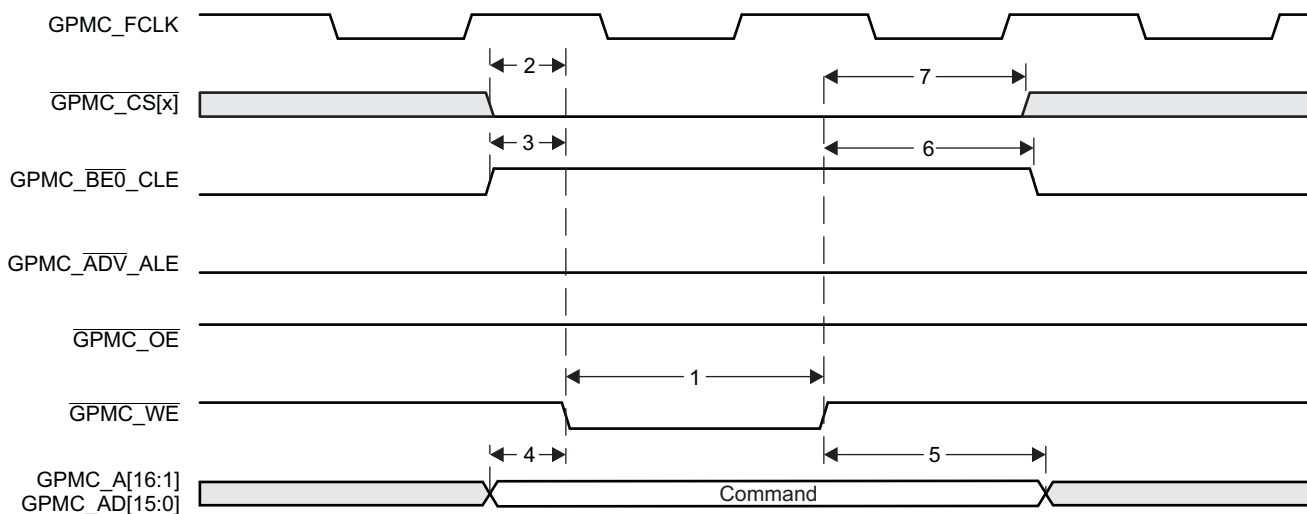 GPMC_FCLK
2
7
GPMC_CS[x]
3
6
GPMC_BE0_CLE
GPMC_ADV_ALE
GPMC_OE
1
GPMC_WE
4
5
GPMC_A[16:1]
GPMC_AD[15:0]
Command